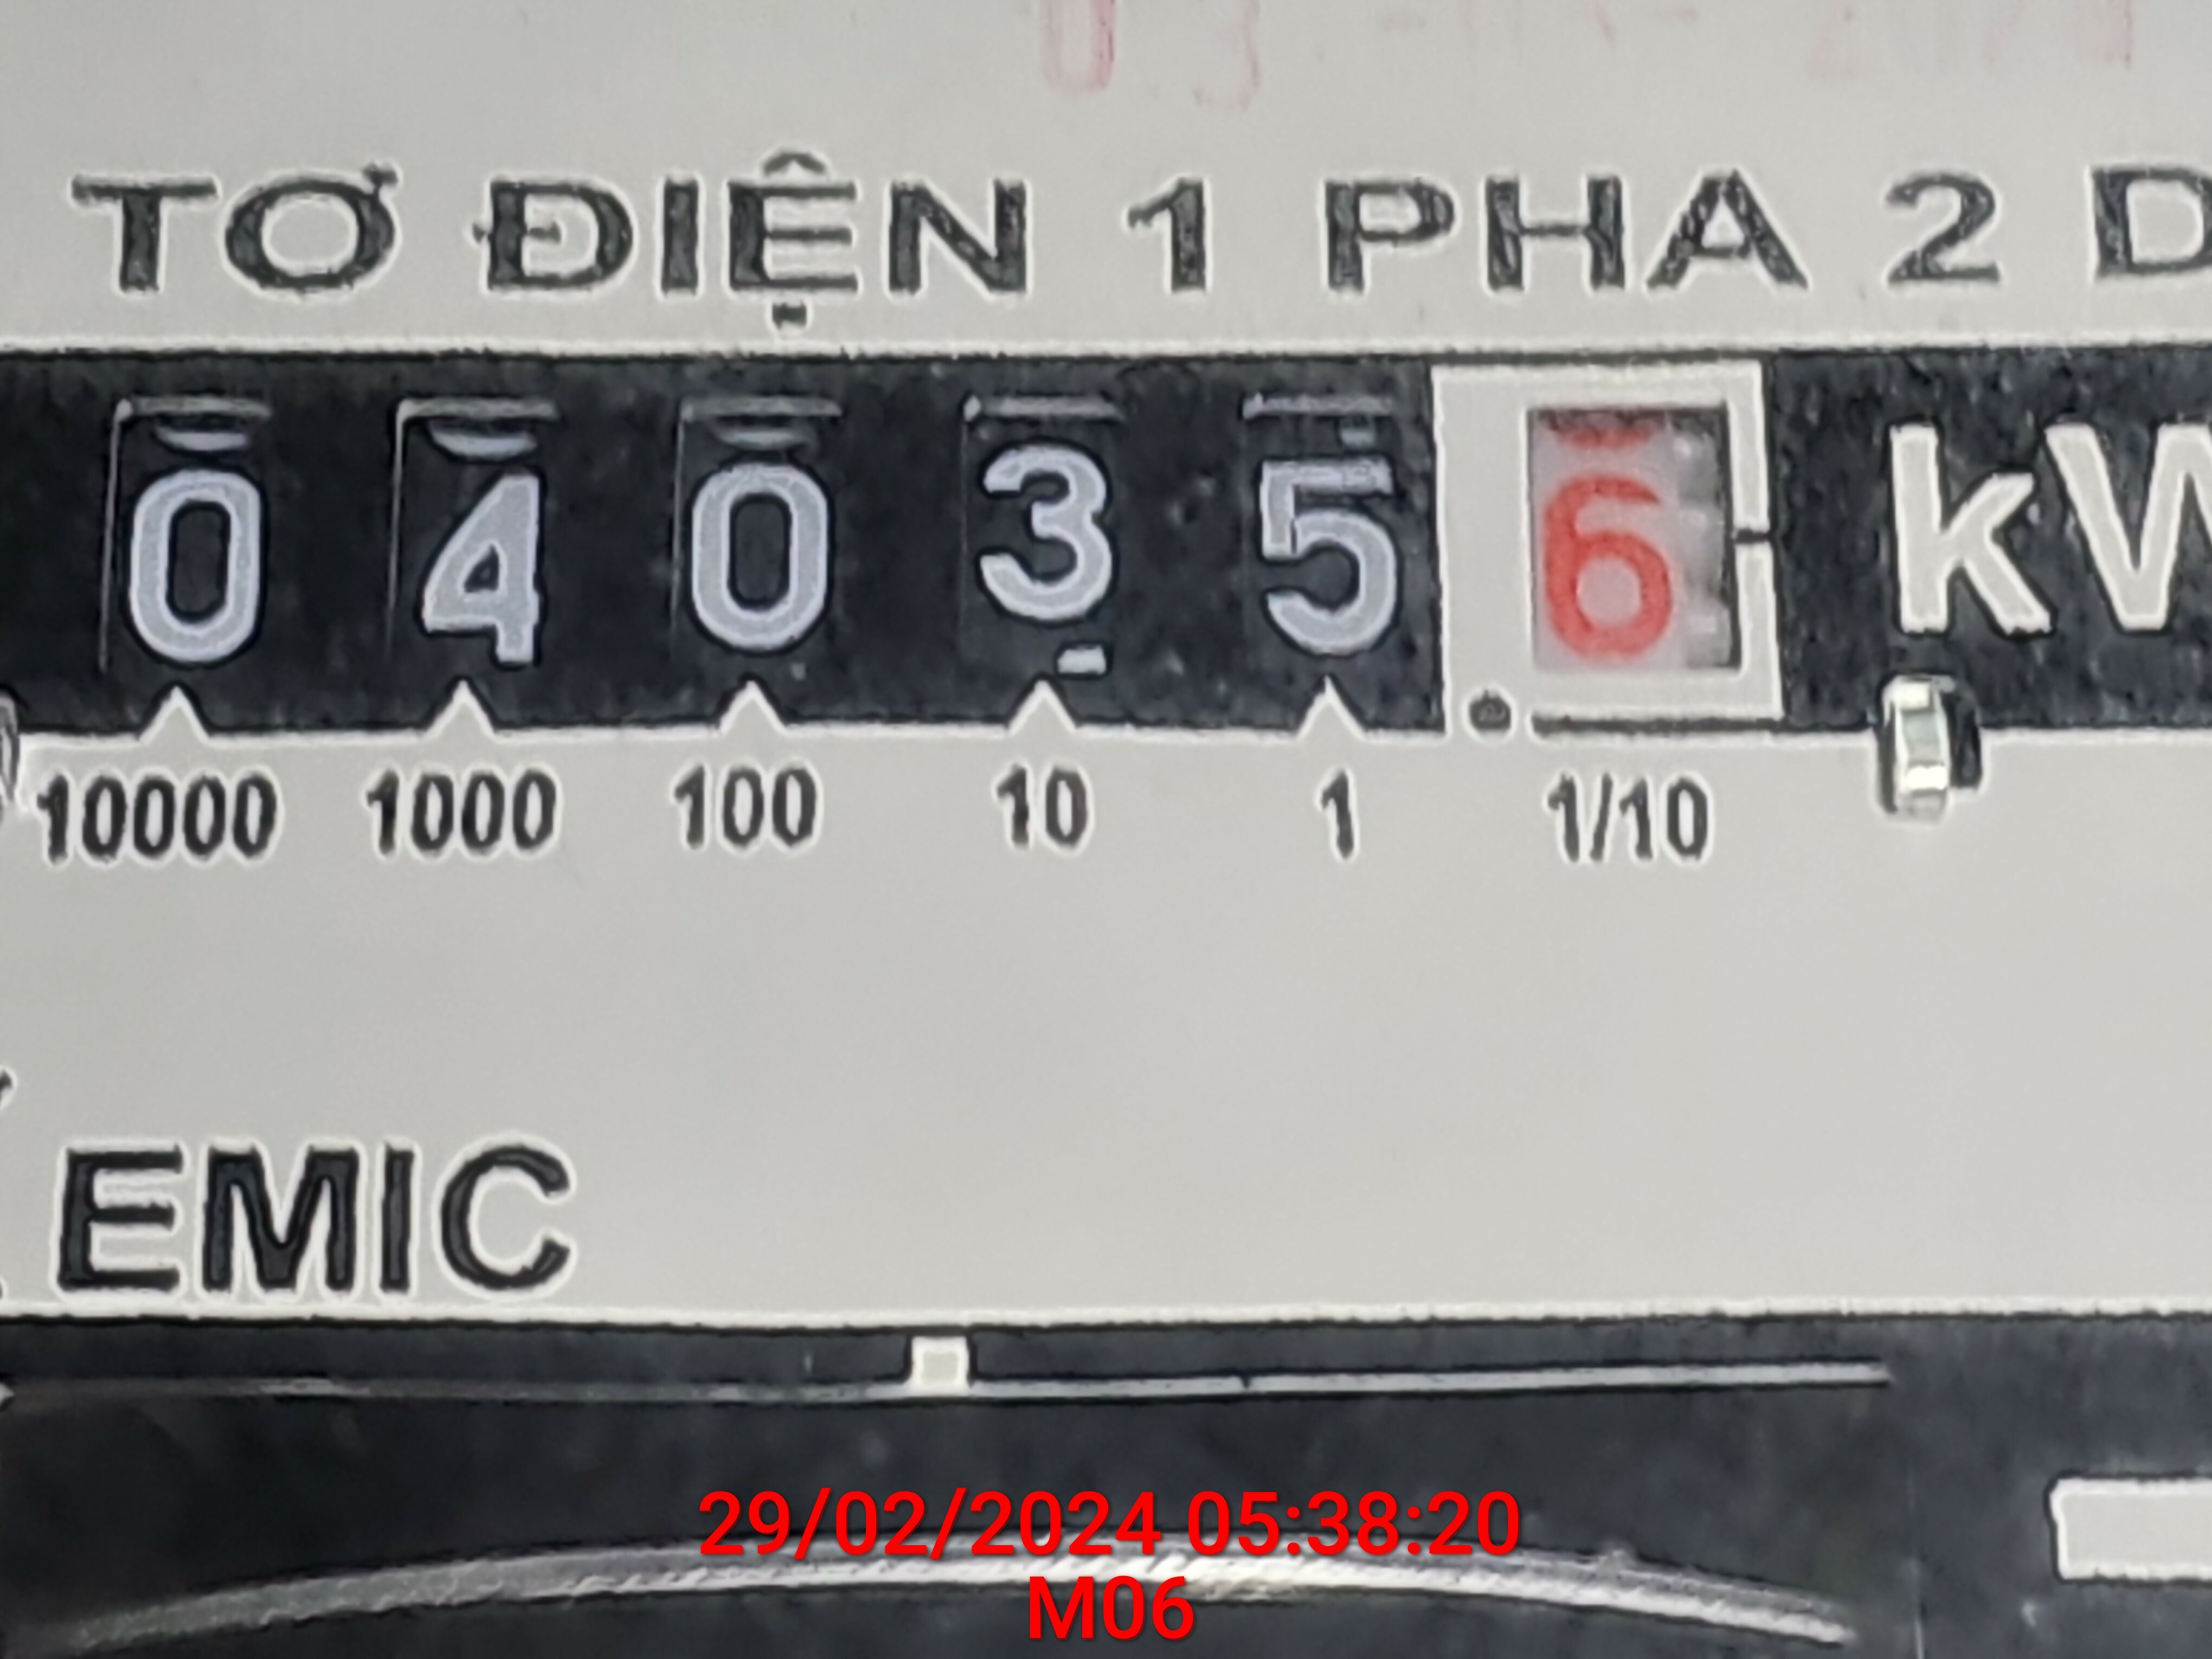 TƠ ĐIỆN 1 PHA 2 D
0 4 0 3 5 6 kW
10000 1000 100 10 1 1/10
EMIC
29/02/2024 05:38:20
M06